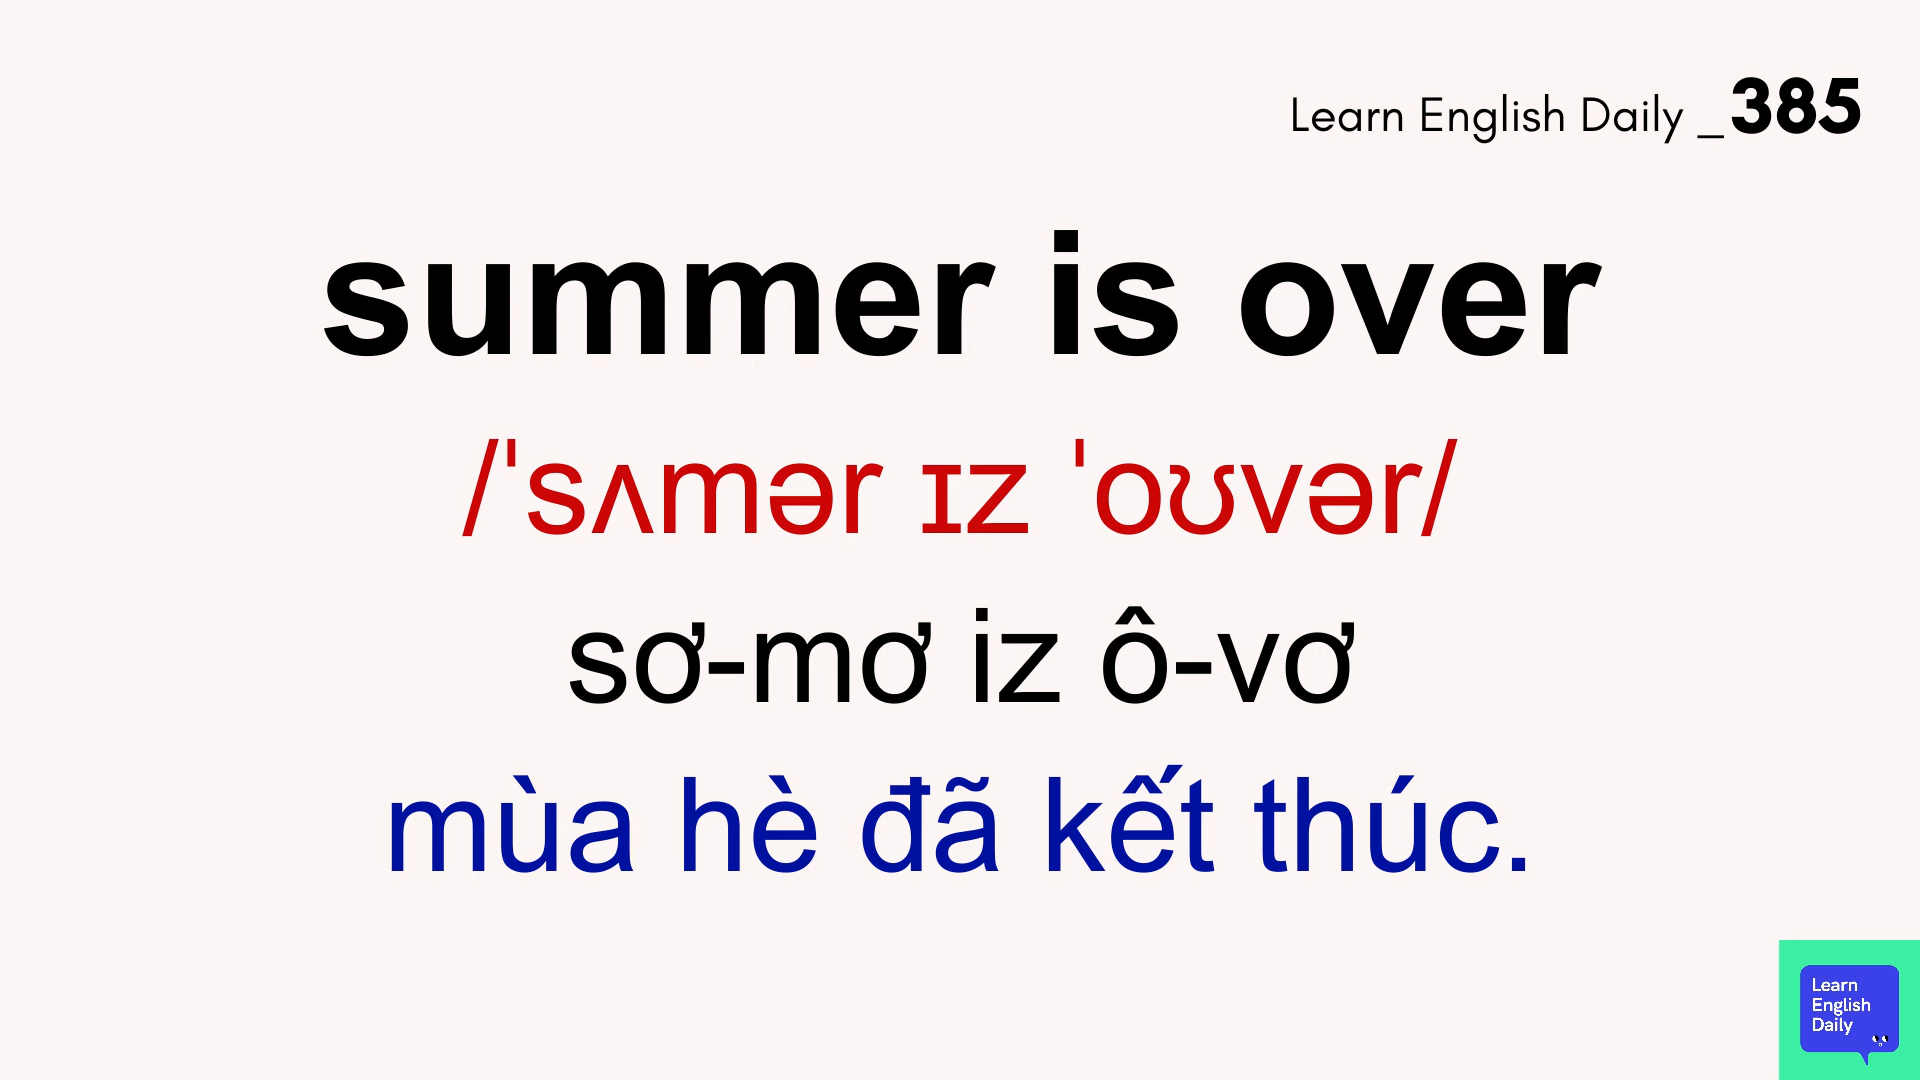 Learn English Daily _385
summer is over
/ˈsʌmər ɪz ˈoʊvər/
sơ-mơ iz ô-vơ
mùa hè đã kết thúc.
Learn
English
Daily